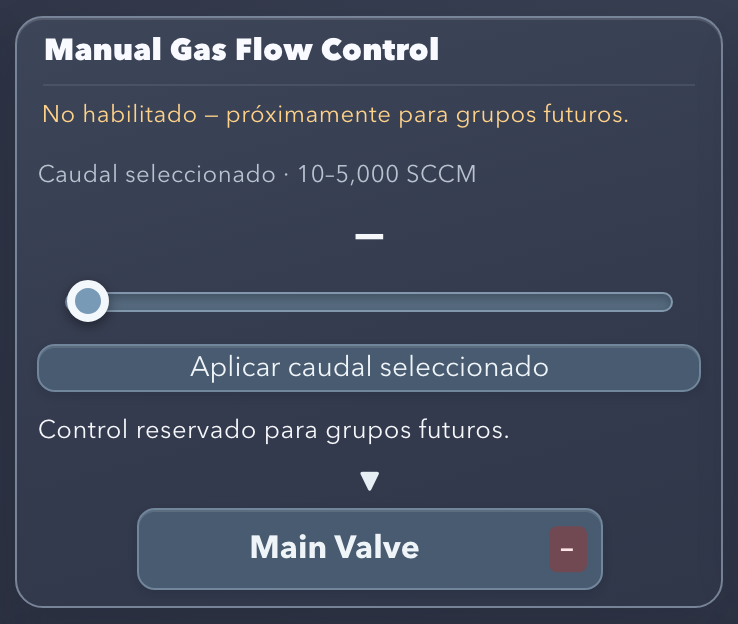 Manual Gas Flow Control
No habilitado – próximamente para grupos futuros.
Caudal seleccionado · 10–5,000 SCCM
—
Aplicar caudal seleccionado
Control reservado para grupos futuros.
▼
Main Valve –